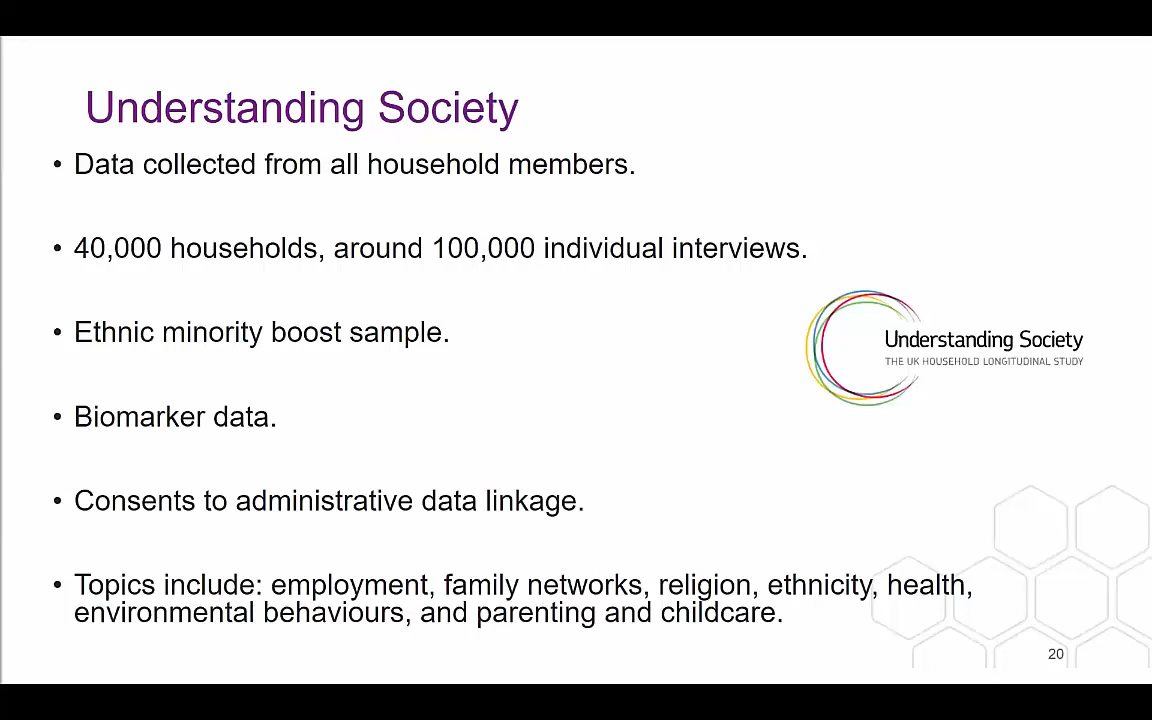 Understanding Society
• Data collected from all household members.
• 40,000 households, around 100,000 individual interviews.
• Ethnic minority boost sample.
Understanding Society
THE UK HOUSEHOLD LONGITUDINAL STUDY
• Biomarker data.
• Consents to administrative data linkage.
• Topics include: employment, family networks, religion, ethnicity, health,
environmental behaviours, and parenting and childcare.
20